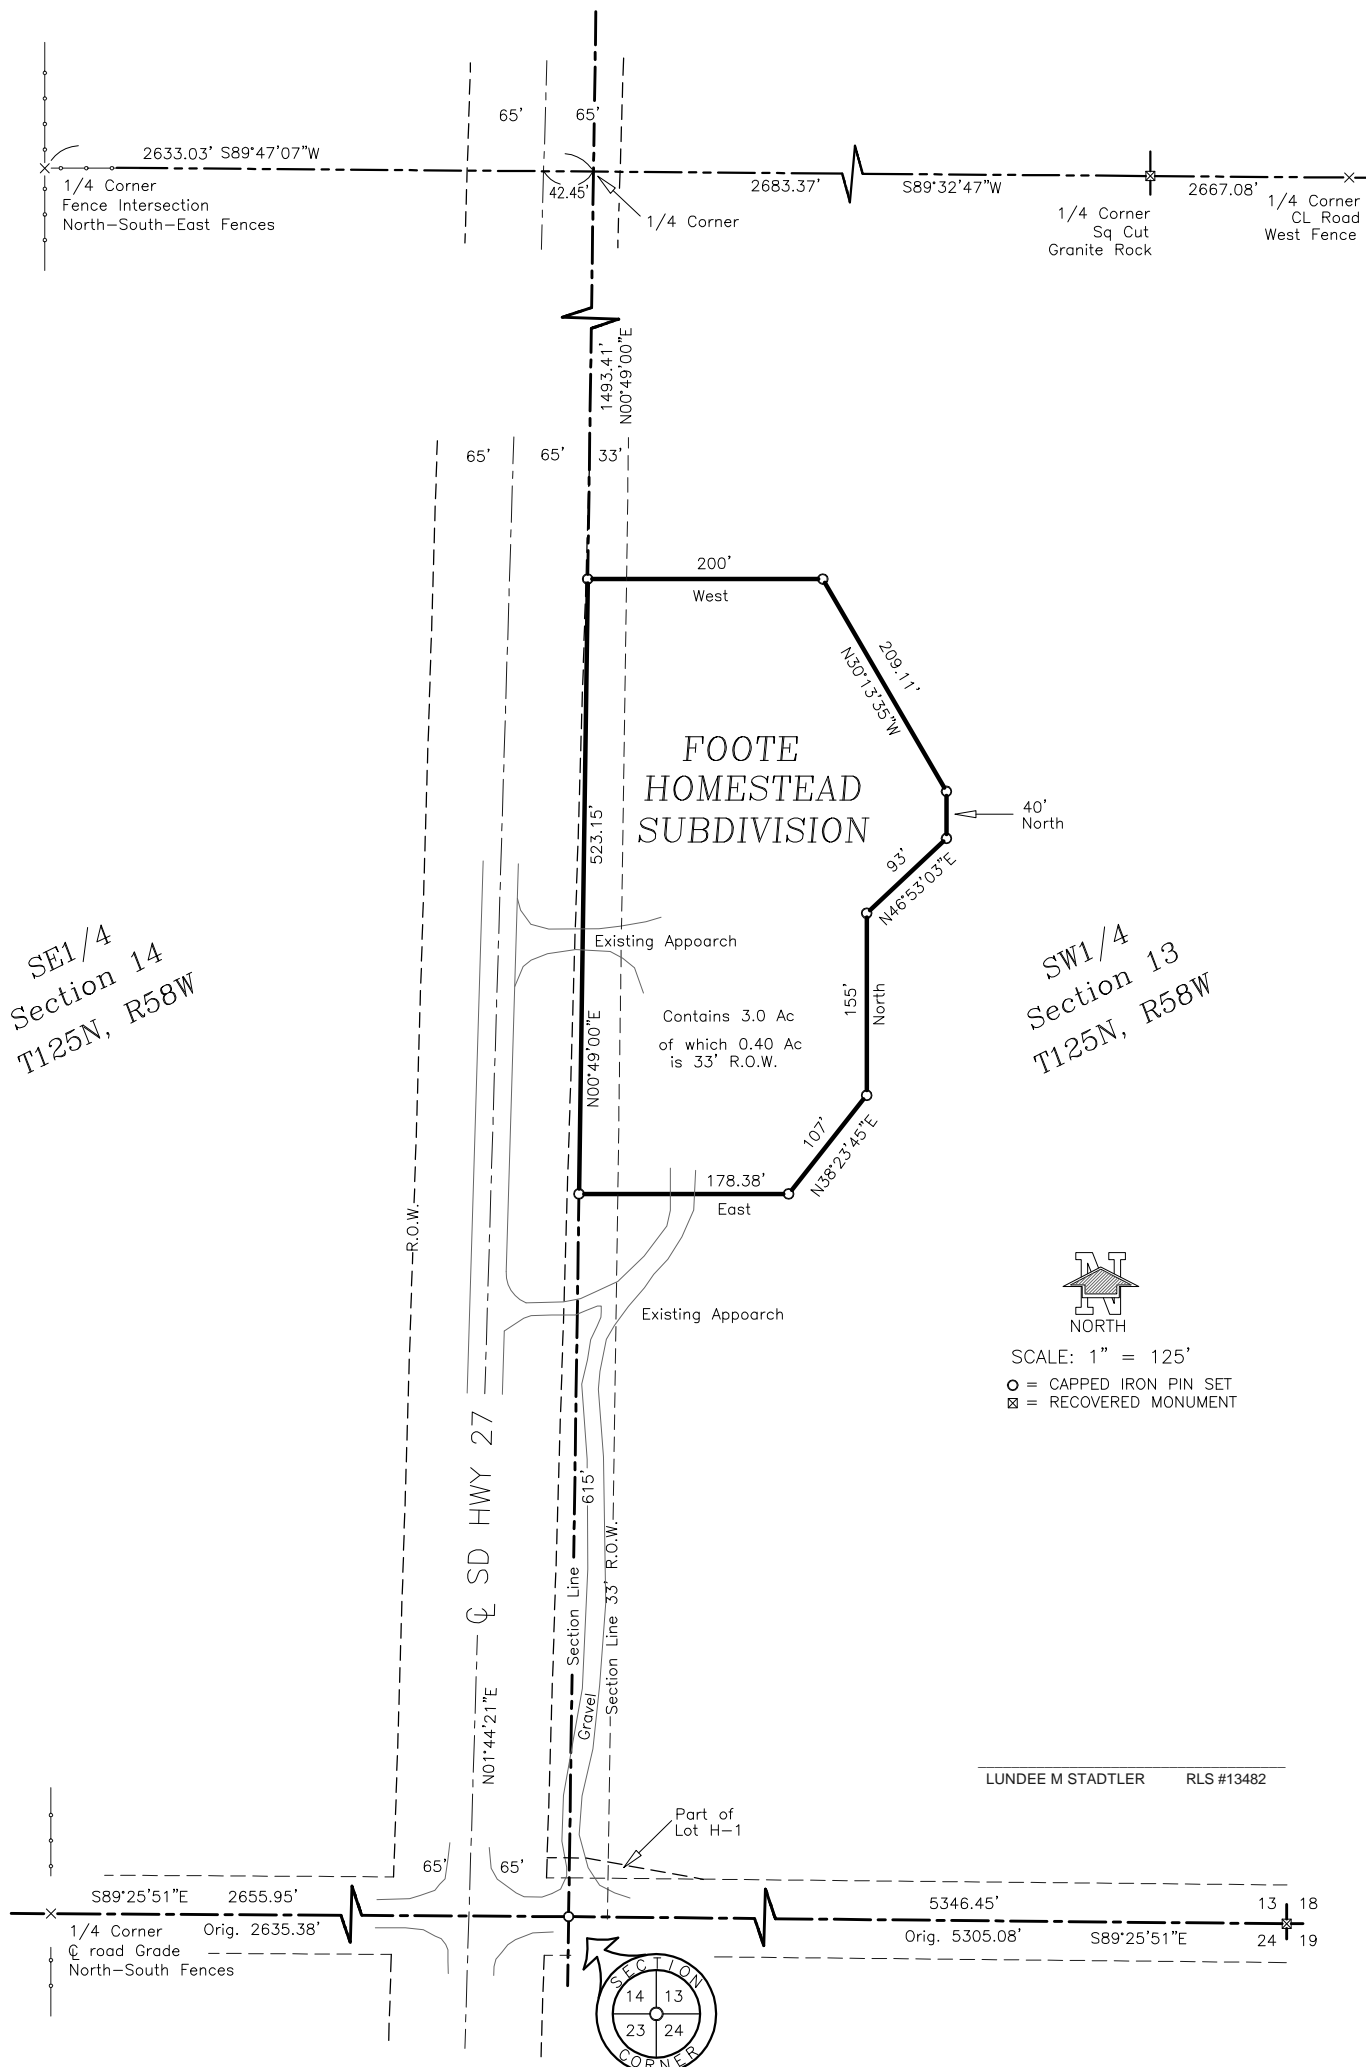 65'
65'
2633.03' S89°47'07"W
1/4 Corner
Fence Intersection
North-South-East Fences
42.45'
1/4 Corner
2683.37'
S89°32'47"W
2667.08'
1/4 Corner
Sq Cut
Granite Rock
1/4 Corner
CL Road
West Fence
1493.41'
N00°49'00"E
65'
65'
33'
200'
West
209.11'
N30°13'35"W
FOOTE
HOMESTEAD
SUBDIVISION
40'
North
523.15'
93'
N46°53'03"E
SE1/4
Section 14
T125N, R58W
Existing Appoarch
SW1/4
Section 13
T125N, R58W
155'
North
Contains 3.0 Ac
of which 0.40 Ac
is 33' R.O.W.
N00°49'00"E
107'
N38°23'45"E
178.38'
East
R.O.W.
N
NORTH
Existing Appoarch
SCALE: 1" = 125'
= CAPPED IRON PIN SET
= RECOVERED MONUMENT
℄ SD HWY 27
615'
Section Line
Section Line 33' R.O.W.
Gravel
N01°44'21"E
LUNDEE M STADTLER RLS #13482
Part of
Lot H-1
65'
65'
S89°25'51"E 2655.95'
5346.45'
13 18
1/4 Corner
℄ road Grade
North-South Fences
Orig. 2635.38'
Orig. 5305.08'
S89°25'51"E
24 19
SECTION
14 13
23 24
CORNER